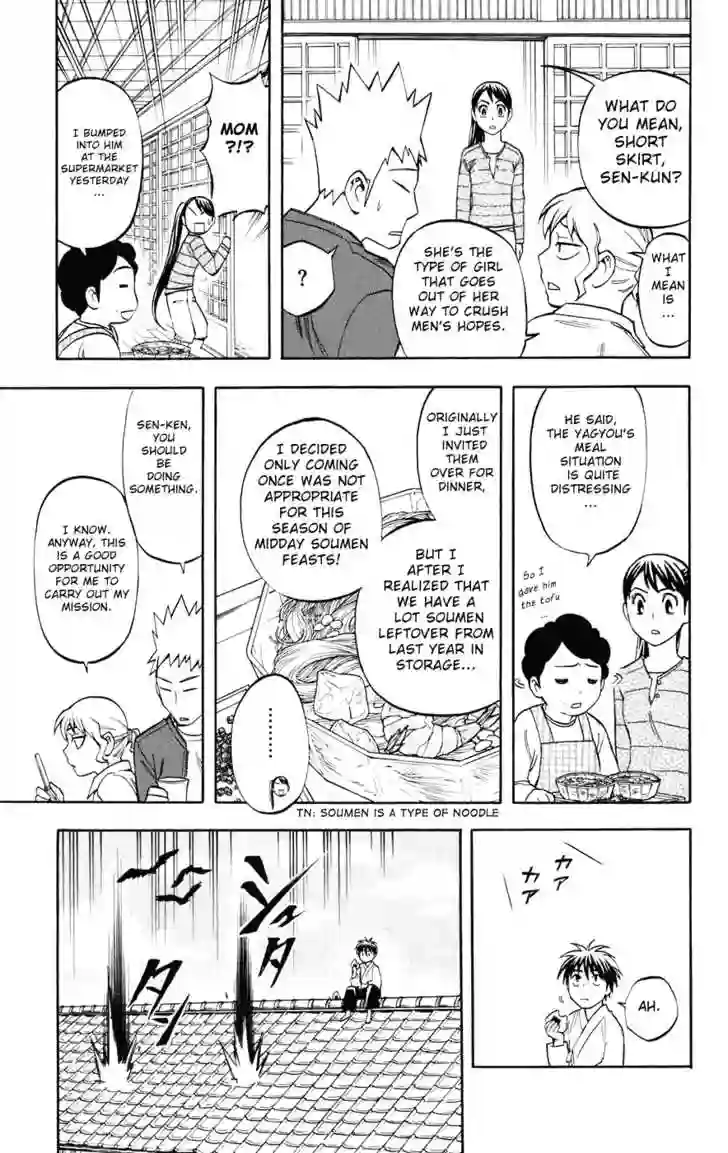 WHAT DO
YOU MEAN,
SHORT
SKIRT,
SEN-KUN?
WHAT
I MEAN
IS
...
SHE'S THE
TYPE OF GIRL
THAT GOES
OUT OF HER
WAY TO CRUSH
MEN'S HOPES.
?
MOM
?!?
I BUMPED
INTO HIM
AT THE
SUPERMARKET
YESTERDAY
...
HE SAID,
THE YAGYOU'S
MEAL
SITUATION
IS QUITE
DISTRESSING
...
So I
gave him
the tofu
...
ORIGINALLY
I JUST
INVITED
THEM
OVER FOR
DINNER,
BUT I
AFTER I
REALIZED THAT
WE HAVE A
LOT SOUMEN
LEFTOVER FROM
LAST YEAR IN
STORAGE...
I DECIDED
ONLY COMING
ONCE WAS NOT
APPROPRIATE
FOR THIS
SEASON OF
MIDDAY SOUMEN
FEASTS!
........
TN: SOUMEN IS A TYPE OF NOODLE
SEN-KEN,
YOU
SHOULD
BE
DOING
SOMETHING.
I KNOW.
ANYWAY, THIS
IS A GOOD
OPPORTUNITY
FOR ME TO
CARRY OUT MY
MISSION.
カァ
カァ
AH.
シュタ
タッ